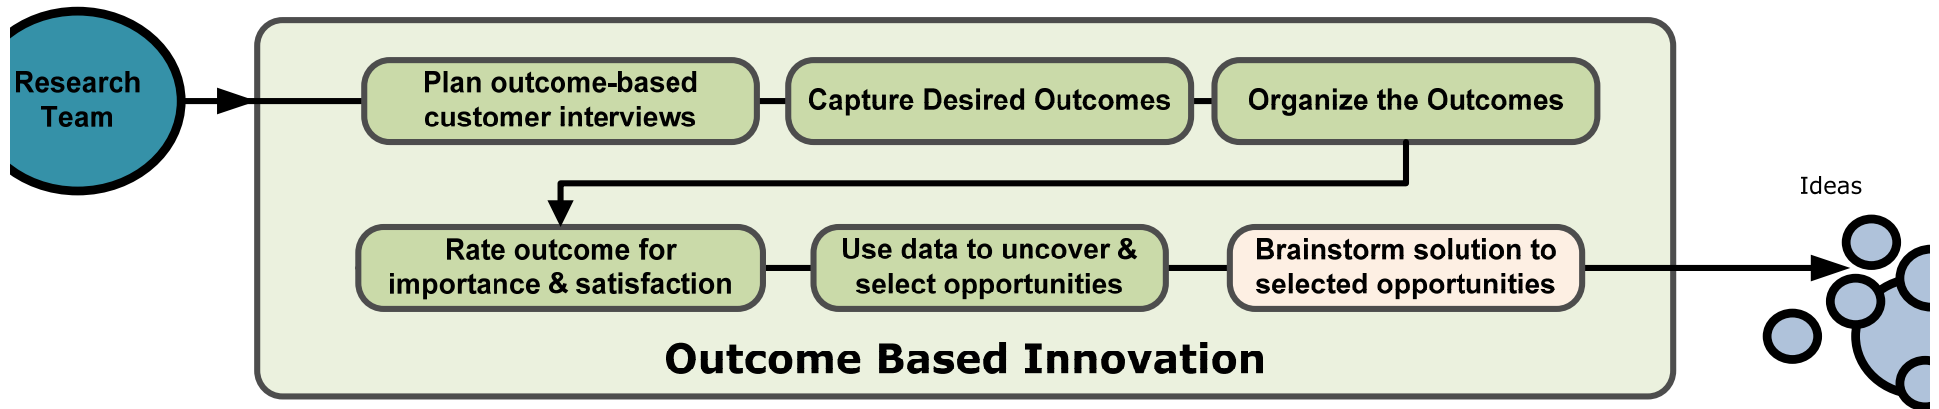 Research
Team
Plan outcome-based
customer interviews
Capture Desired Outcomes
Organize the Outcomes
Ideas
Rate outcome for
importance & satisfaction
Use data to uncover &
select opportunities
Brainstorm solution to
selected opportunities
Outcome Based Innovation